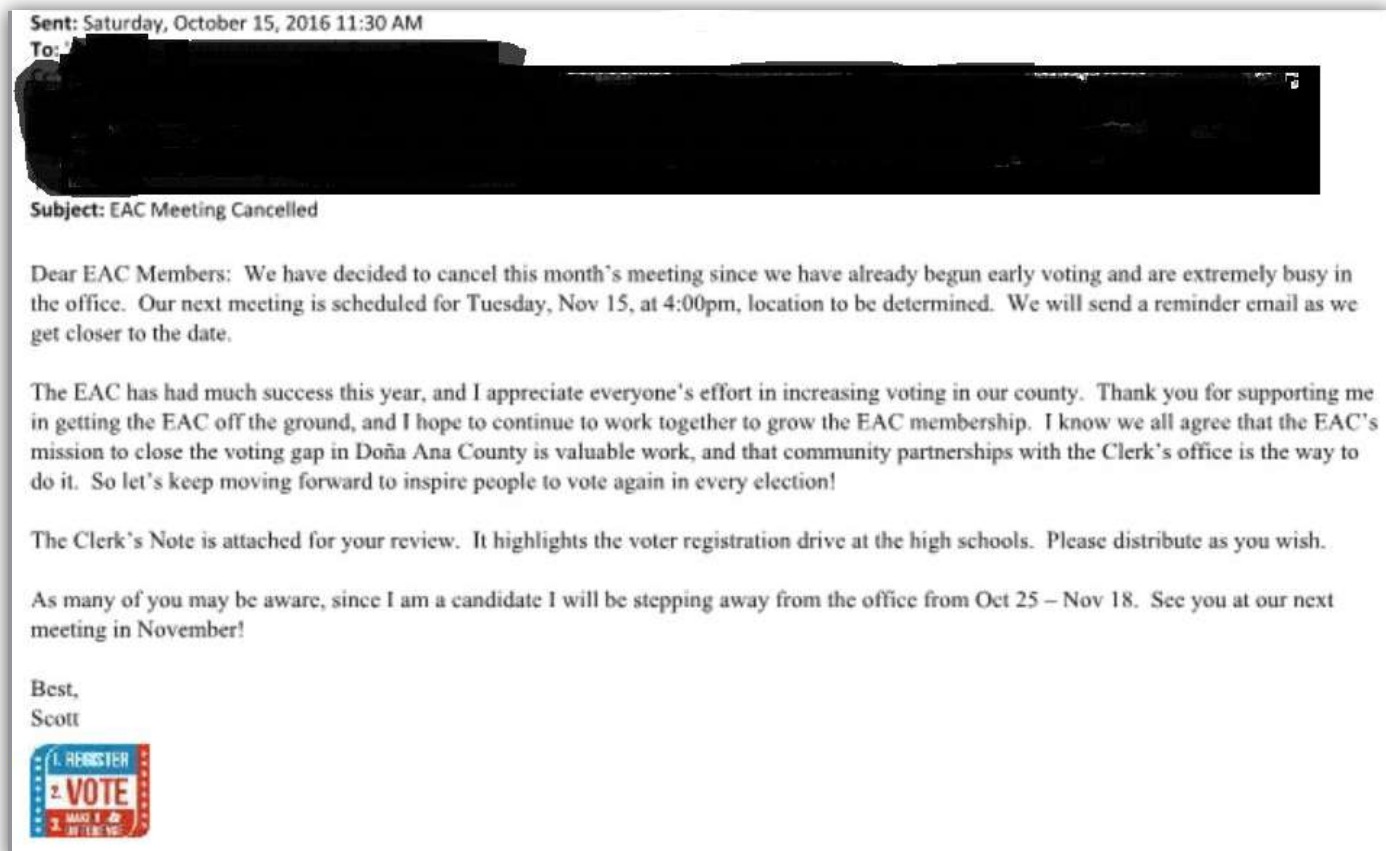 Sent: Saturday, October 15, 2016 11:30 AM
To:
Subject: EAC Meeting Cancelled
Dear EAC Members:  We have decided to cancel this month's meeting since we have already begun early voting and are extremely busy in
the office.  Our next meeting is scheduled for Tuesday, Nov 15, at 4:00pm, location to be determined.  We will send a reminder email as we
get closer to the date.
The EAC has had much success this year, and I appreciate everyone's effort in increasing voting in our county.  Thank you for supporting me
in getting the EAC off the ground, and I hope to continue to work together to grow the EAC membership.  I know we all agree that the EAC's
mission to close the voting gap in Doña Ana County is valuable work, and that community partnerships with the Clerk's office is the way to
do it.  So let's keep moving forward to inspire people to vote again in every election!
The Clerk's Note is attached for your review.  It highlights the voter registration drive at the high schools.  Please distribute as you wish.
As many of you may be aware, since I am a candidate I will be stepping away from the office from Oct 25 – Nov 18.  See you at our next
meeting in November!
Best,
Scott
1. REGISTER
2. VOTE
3. MAKE A
DIFFERENCE